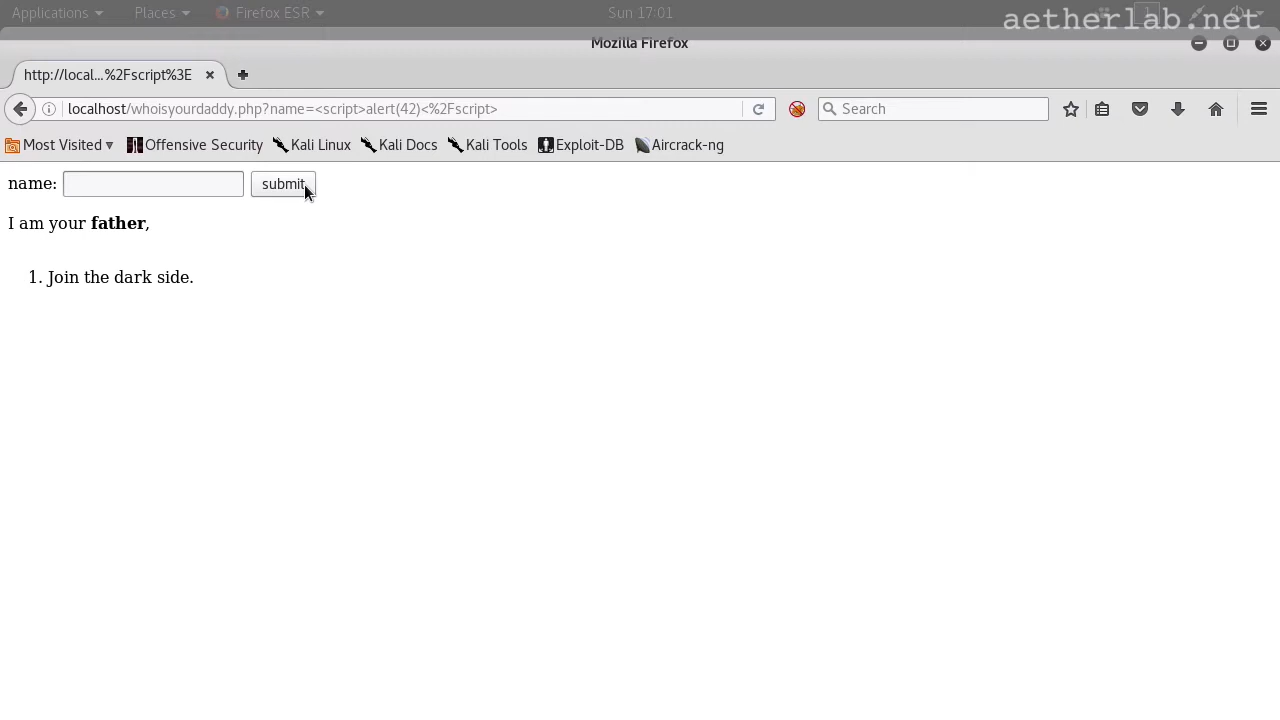 Applications Places Firefox ESR Sun 17:01 1
aetherlab.net
Mozilla Firefox
http://local...%2Fscript%3E
localhost/whoisyourdaddy.php?name=<script>alert(42)<%2Fscript> Search
Most Visited Offensive Security Kali Linux Kali Docs Kali Tools Exploit-DB Aircrack-ng
name: submit
I am your father,
1. Join the dark side.